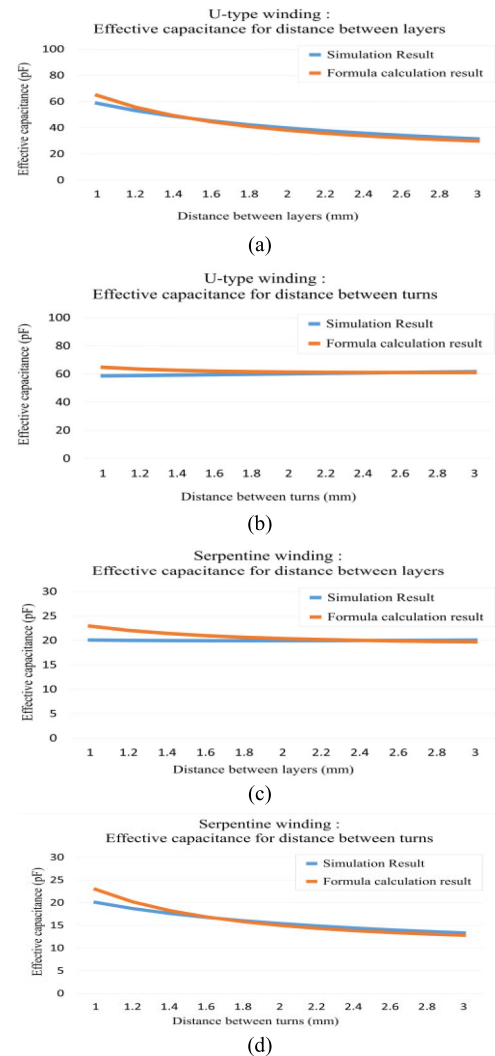 U-type winding :
Effective capacitance for distance between layers
Simulation Result
Formula calculation result
Effective capacitance (pF)
100
80
60
40
20
0
1 1.2 1.4 1.6 1.8 2 2.2 2.4 2.6 2.8 3
Distance between layers (mm)
(a)
U-type winding :
Effective capacitance for distance between turns
Simulation Result
Formula calculation result
Effective capacitance (pF)
100
80
60
40
20
0
1 1.2 1.4 1.6 1.8 2 2.2 2.4 2.6 2.8 3
Distance between turns (mm)
(b)
Serpentine winding :
Effective capacitance for distance between layers
Simulation Result
Formula calculation result
Effective capacitance (pF)
30
25
20
15
10
5
0
1 1.2 1.4 1.6 1.8 2 2.2 2.4 2.6 2.8 3
Distance between layers (mm)
(c)
Serpentine winding :
Effective capacitance for distance between turns
Simulation Result
Formula calculation result
Effective capacitance (pF)
30
25
20
15
10
5
0
1 1.2 1.4 1.6 1.8 2 2.2 2.4 2.6 2.8 3
Distance between turns (mm)
(d)